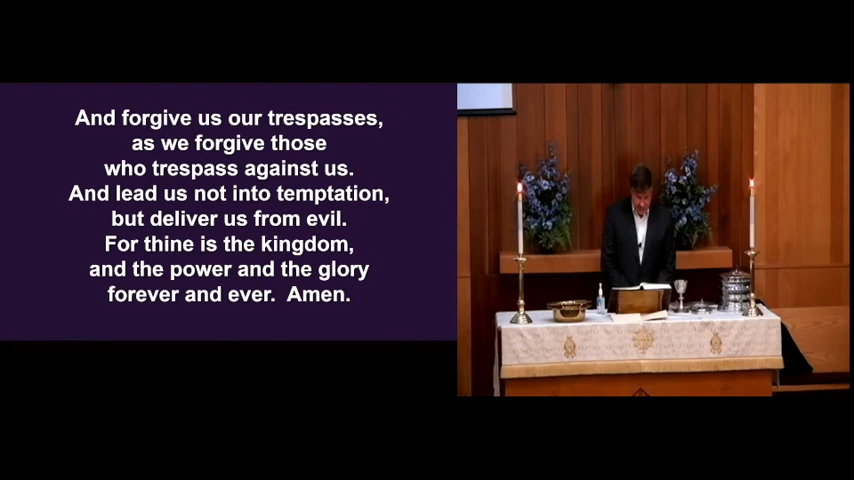 And forgive us our trespasses,
as we forgive those
who trespass against us.
And lead us not into temptation,
but deliver us from evil.
For thine is the kingdom,
and the power and the glory
forever and ever.  Amen.